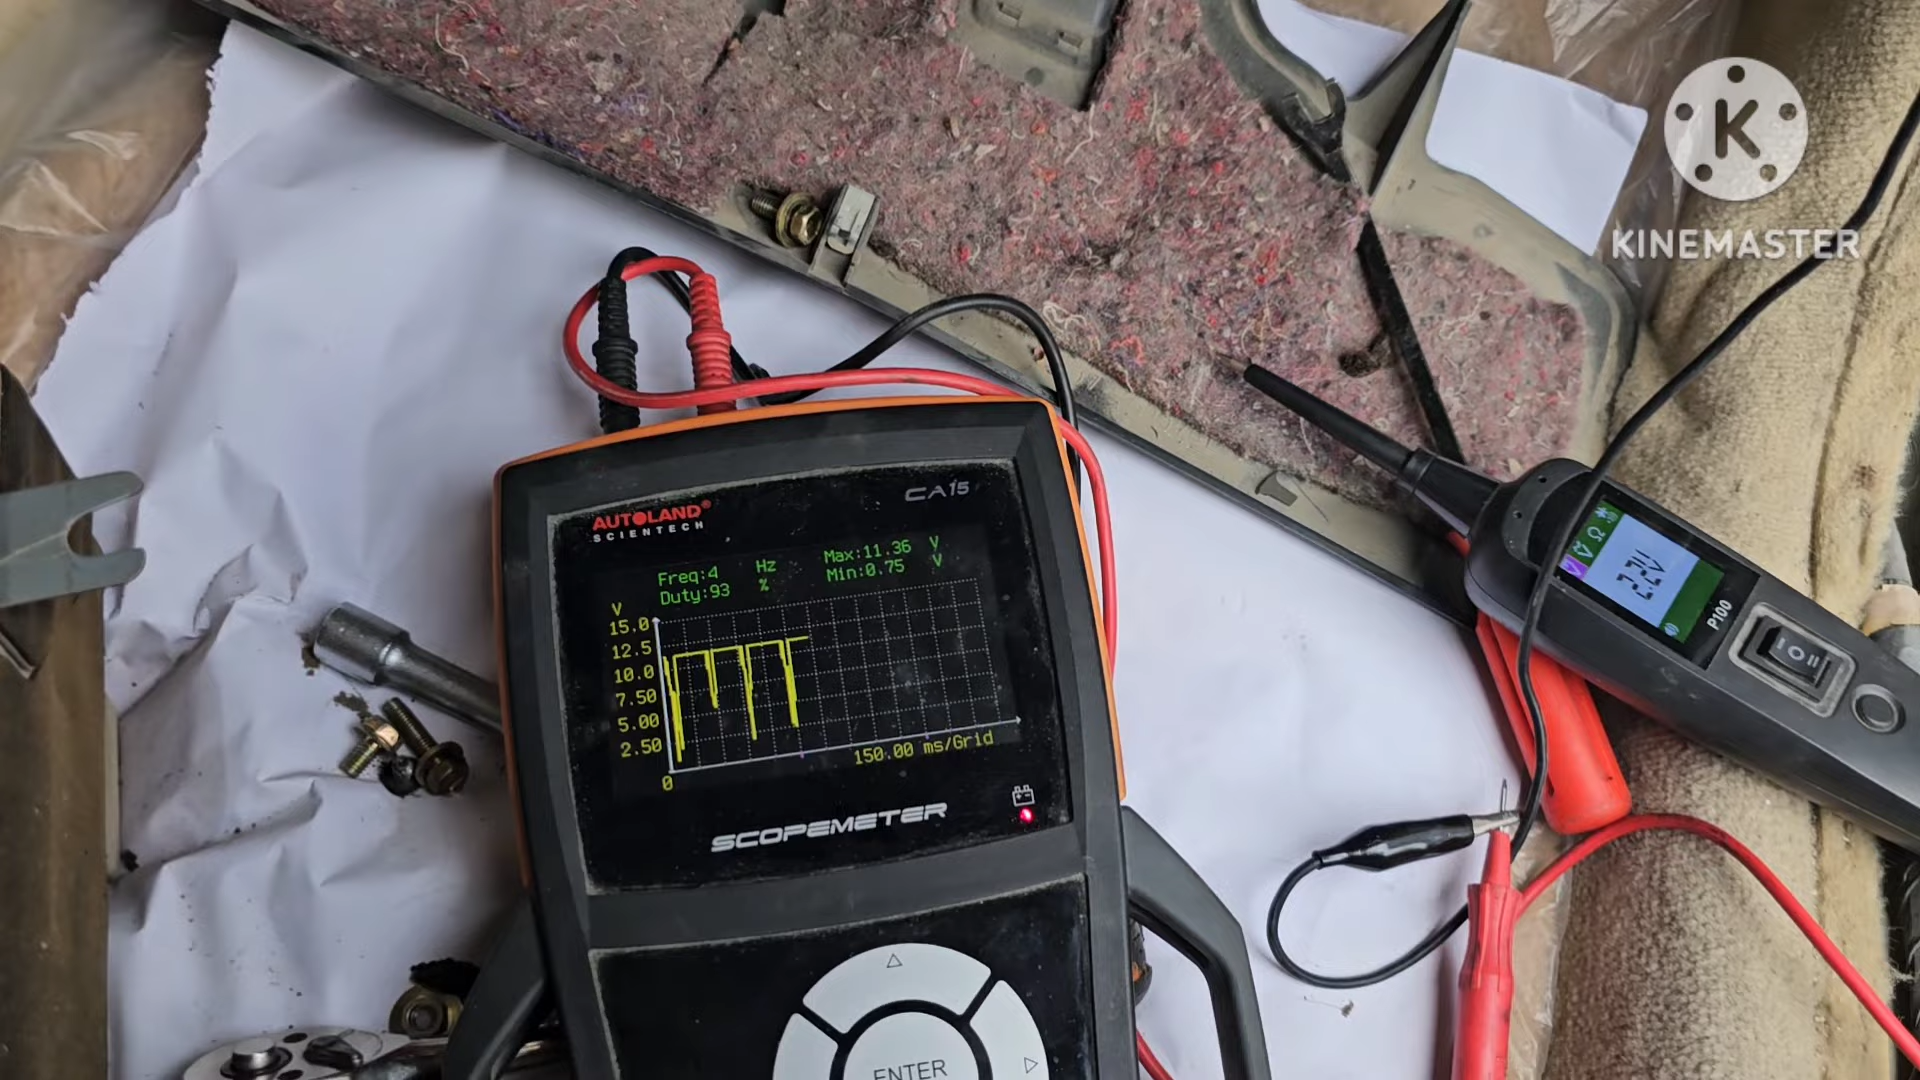 K
KINEMASTER
AUTOLAND®
SCIENTECH
CA15
Freq:4 Hz Max:11.36 V
Duty:93 % Min:0.75 V
V
15.0
12.5
10.0
7.50
5.00
2.50
0
150.00 ms/Grid
SCOPEMETER
ENTER
P100